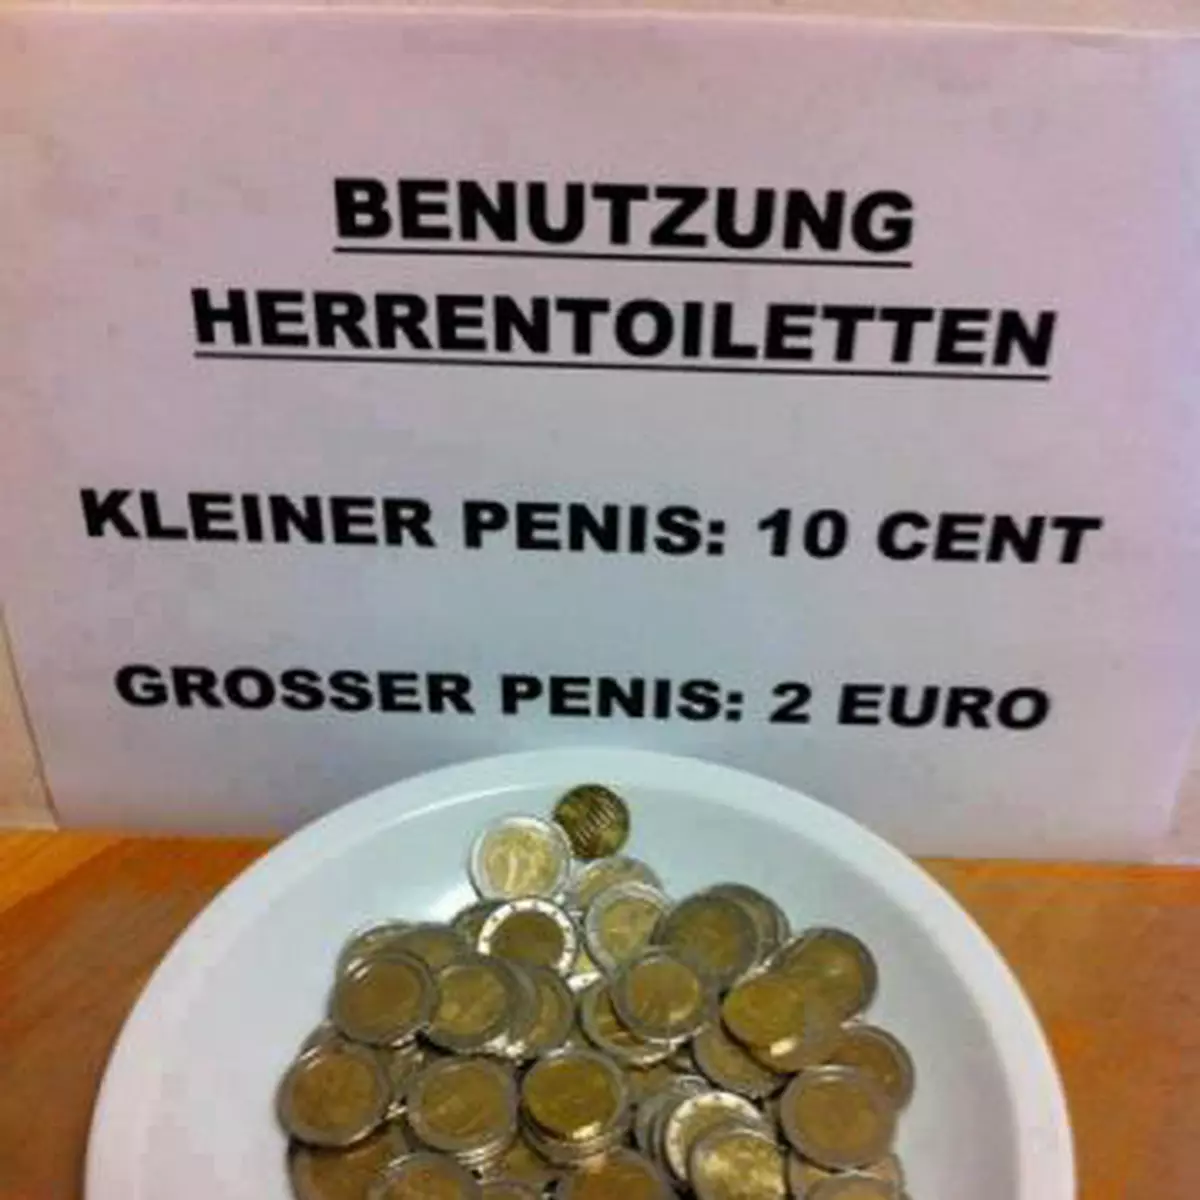 BENUTZUNG
HERRENTOILETTEN
KLEINER PENIS: 10 CENT
GROSSER PENIS: 2 EURO